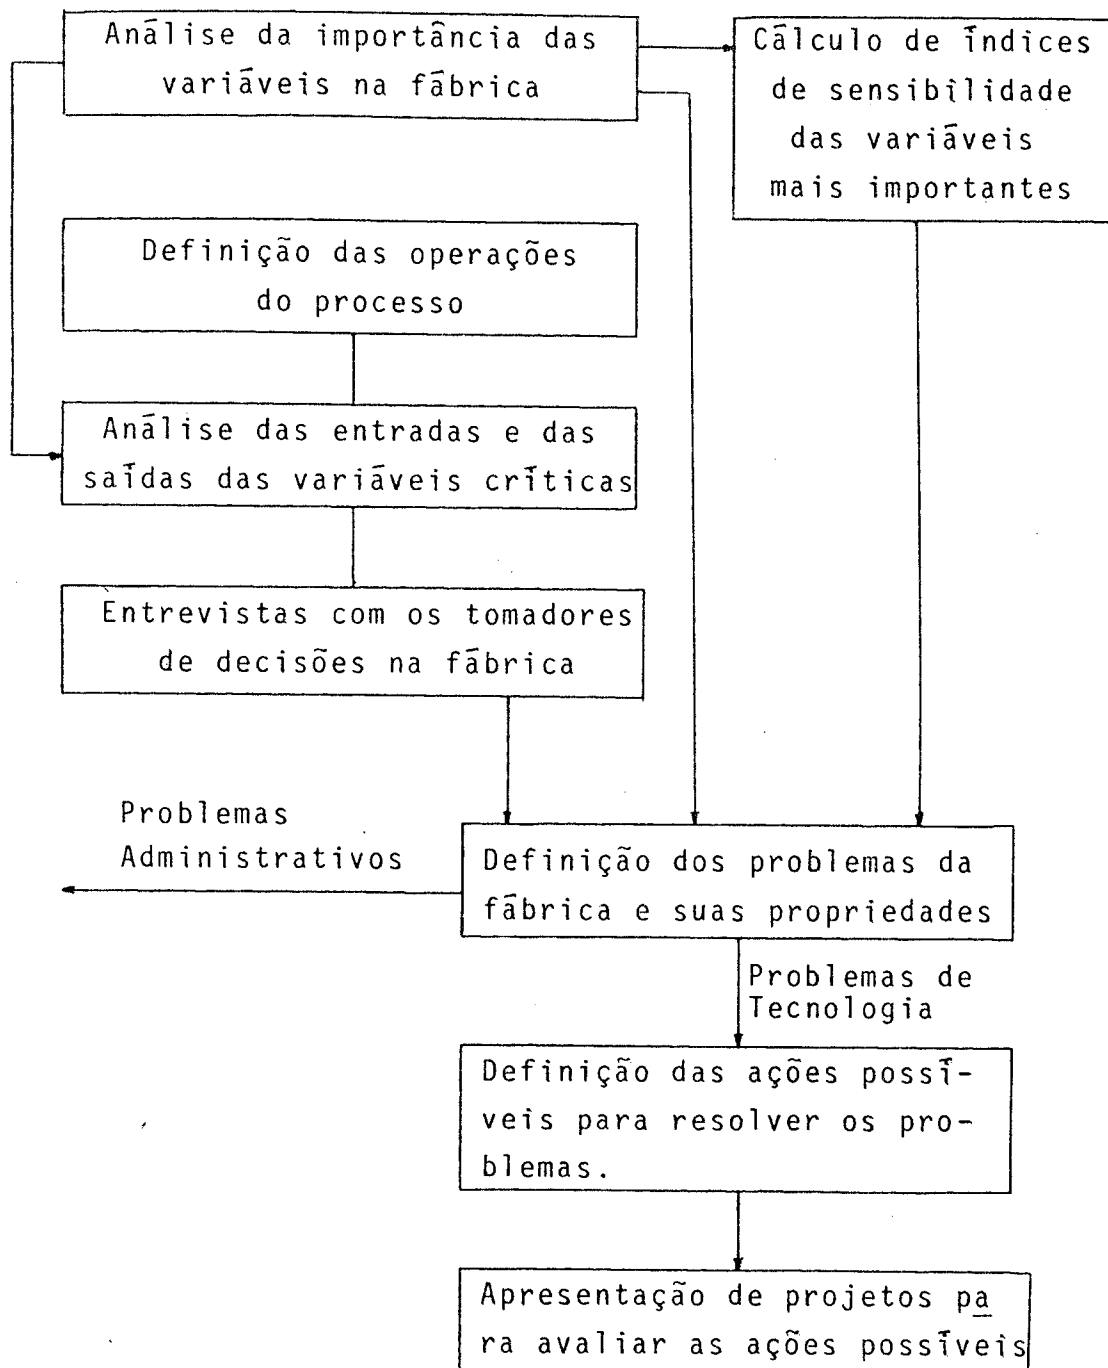 Análise da importância das
variáveis na fábrica
Cálculo de índices
de sensibilidade
das variáveis
mais importantes
Definição das operações
do processo
Análise das entradas e das
saídas das variáveis críticas
Entrevistas com os tomadores
de decisões na fábrica
Problemas
Administrativos
Definição dos problemas da
fábrica e suas propriedades
Problemas de
Tecnologia
Definição das ações possí-
veis para resolver os pro-
blemas.
Apresentação de projetos pa
ra avaliar as ações possíveis